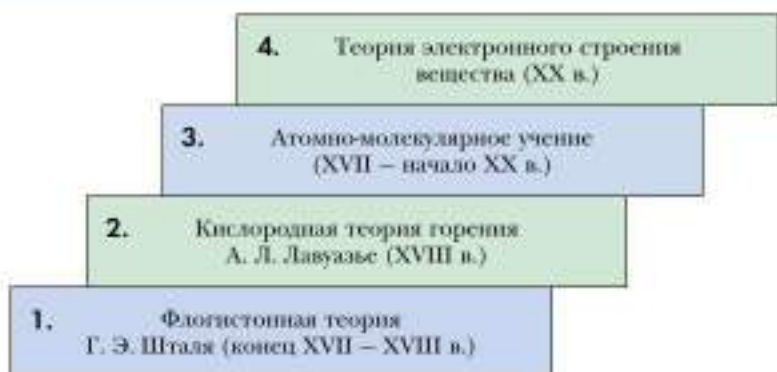 4. Теория электронного строения
вещества (XX в.)
3. Атомно-молекулярное учение
(XVII – начало XX в.)
2. Кислородная теория горения
А. Л. Лавуазье (XVIII в.)
1. Флогистонная теория
Г. Э. Шталя (конец XVII – XVIII в.)